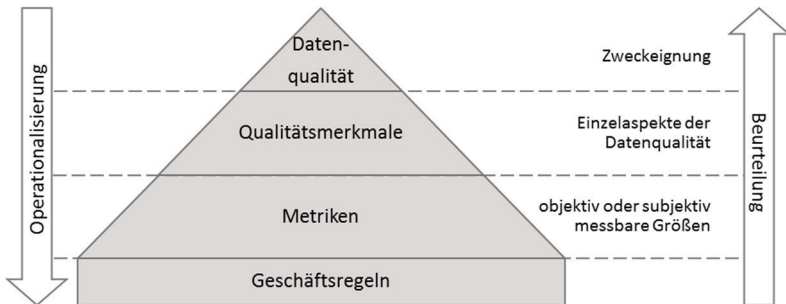 Daten-
qualität
Zweckeignung
Operationalisierung
Qualitätsmerkmale
Einzelaspekte der
Datenqualität
Beurteilung
Metriken
objektiv oder subjektiv
messbare Größen
Geschäftsregeln